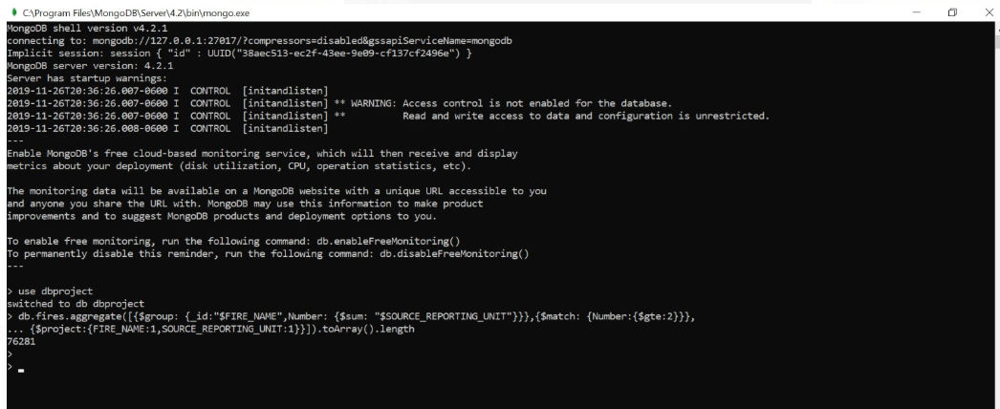 C:\Program Files\MongoDB\Server\4.2\bin\mongo.exe
MongoDB shell version v4.2.1
connecting to: mongodb://127.0.0.1:27017/?compressors=disabled&gssapiServiceName=mongodb
Implicit session: session { "id" : UUID("38aec513-ec2f-43ee-9e09-cf137cf2496e") }
MongoDB server version: 4.2.1
Server has startup warnings:
2019-11-26T20:36:26.007-0600 I  CONTROL  [initandlisten]
2019-11-26T20:36:26.007-0600 I  CONTROL  [initandlisten] ** WARNING: Access control is not enabled for the database.
2019-11-26T20:36:26.007-0600 I  CONTROL  [initandlisten] **          Read and write access to data and configuration is unrestricted.
2019-11-26T20:36:26.008-0600 I  CONTROL  [initandlisten]
---
Enable MongoDB's free cloud-based monitoring service, which will then receive and display
metrics about your deployment (disk utilization, CPU, operation statistics, etc).
The monitoring data will be available on a MongoDB website with a unique URL accessible to you
and anyone you share the URL with. MongoDB may use this information to make product
improvements and to suggest MongoDB products and deployment options to you.
To enable free monitoring, run the following command: db.enableFreeMonitoring()
To permanently disable this reminder, run the following command: db.disableFreeMonitoring()
---
> use dbproject
switched to db dbproject
> db.fires.aggregate([{$group: {_id:"$FIRE_NAME",Number: {$sum: "$SOURCE_REPORTING_UNIT"}}},{$match: {Number:{$gte:2}}},
... {$project:{FIRE_NAME:1,SOURCE_REPORTING_UNIT:1}}]).toArray().length
76281
>
>